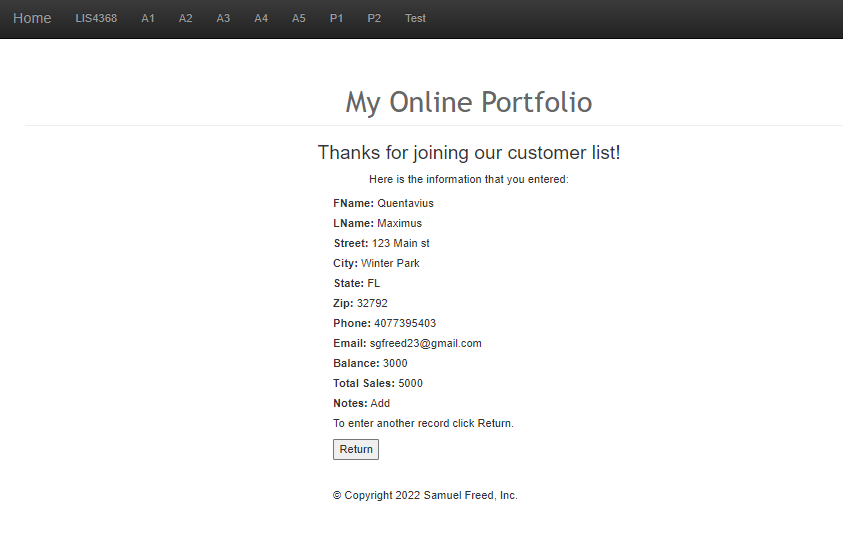 Home LIS4368 A1 A2 A3 A4 A5 P1 P2 Test
My Online Portfolio
Thanks for joining our customer list!
Here is the information that you entered:
FName: Quentavius
LName: Maximus
Street: 123 Main st
City: Winter Park
State: FL
Zip: 32792
Phone: 4077395403
Email: sgfreed23@gmail.com
Balance: 3000
Total Sales: 5000
Notes: Add
To enter another record click Return.
Return
© Copyright 2022 Samuel Freed, Inc.